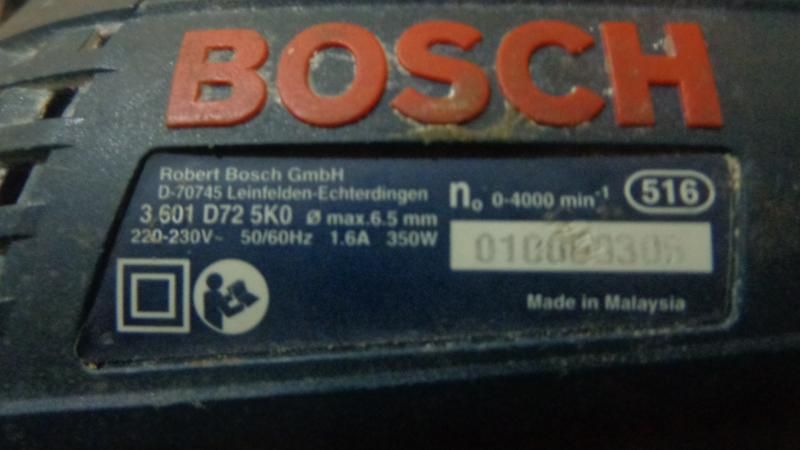 BOSCH
Robert Bosch GmbH
D-70745 Leinfelden-Echterdingen
3 601 D72 5K0 Ø max.6.5 mm
220-230V~ 50/60Hz 1.6A 350W
n₀ 0-4000 min⁻¹
516
Made in Malaysia